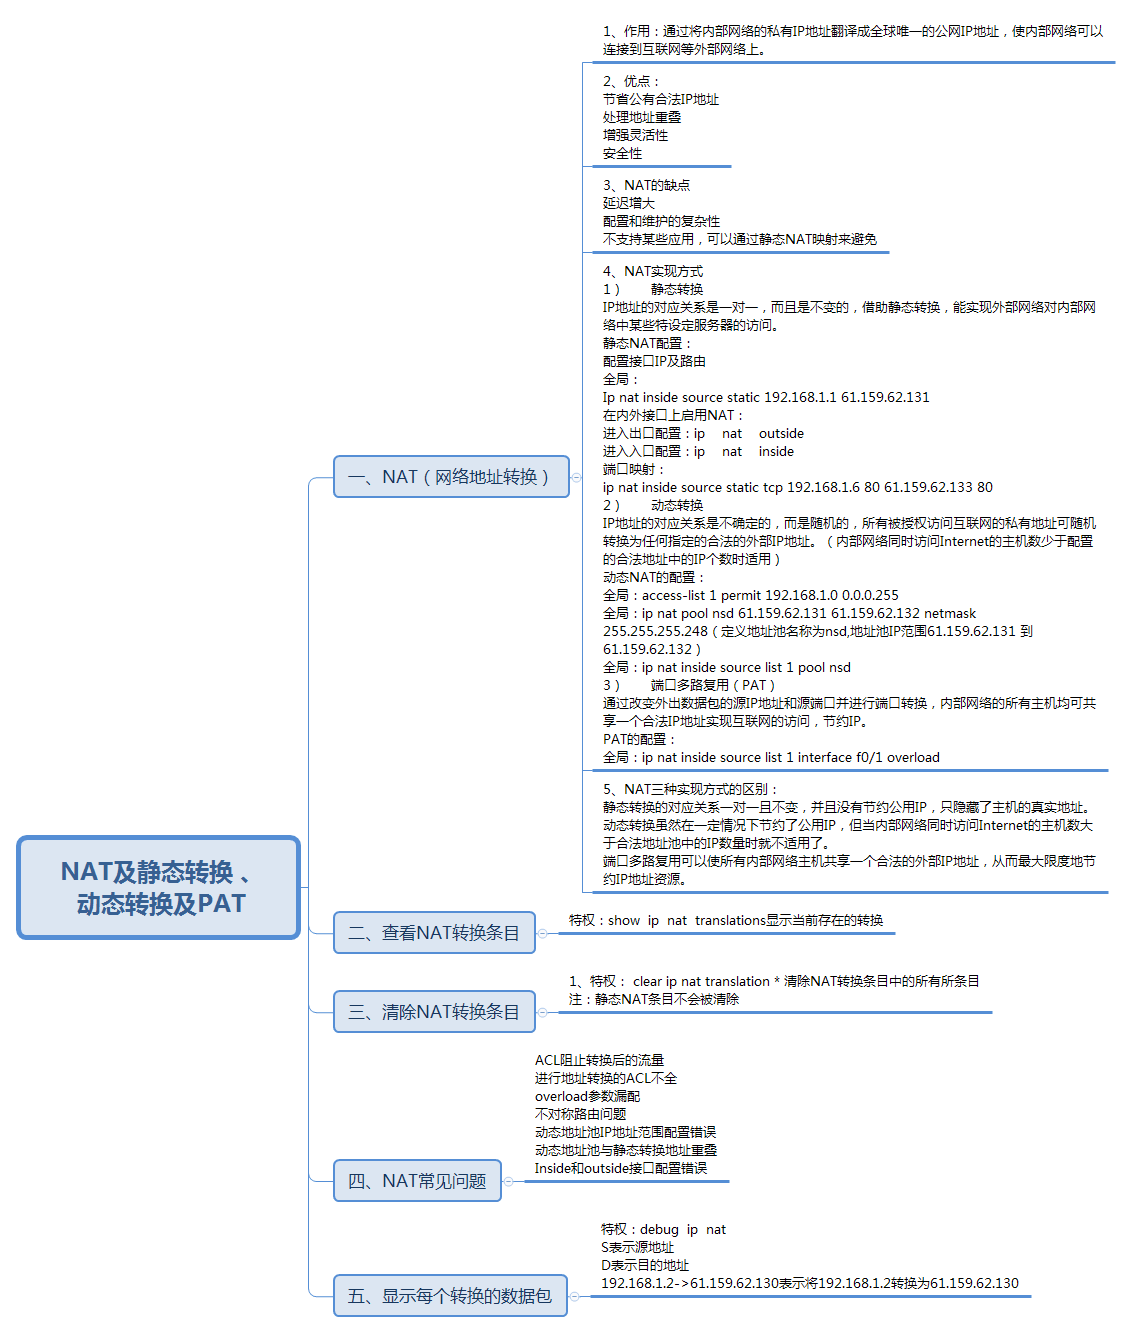 NAT及静态转换 、
动态转换及PAT
一、NAT（网络地址转换）
1、作用：通过将内部网络的私有IP地址翻译成全球唯一的公网IP地址，使内部网络可以
连接到互联网等外部网络上。
2、优点：
节省公有合法IP地址
处理地址重叠
增强灵活性
安全性
3、NAT的缺点
延迟增大
配置和维护的复杂性
不支持某些应用，可以通过静态NAT映射来避免
4、NAT实现方式
1） 静态转换
IP地址的对应关系是一对一，而且是不变的，借助静态转换，能实现外部网络对内部网
络中某些特设定服务器的访问。
静态NAT配置：
配置接口IP及路由
全局：
Ip nat inside source static 192.168.1.1 61.159.62.131
在内外接口上启用NAT：
进入出口配置：ip nat outside
进入入口配置：ip nat inside
端口映射：
ip nat inside source static tcp 192.168.1.6 80 61.159.62.133 80
2） 动态转换
IP地址的对应关系是不确定的，而是随机的，所有被授权访问互联网的私有地址可随机
转换为任何指定的合法的外部IP地址。（内部网络同时访问Internet的主机数少于配置
的合法地址中的IP个数时适用）
动态NAT的配置：
全局：access-list 1 permit 192.168.1.0 0.0.0.255
全局：ip nat pool nsd 61.159.62.131 61.159.62.132 netmask
255.255.255.248（定义地址池名称为nsd,地址池IP范围61.159.62.131 到
61.159.62.132）
全局：ip nat inside source list 1 pool nsd
3） 端口多路复用（PAT）
通过改变外出数据包的源IP地址和源端口并进行端口转换，内部网络的所有主机均可共
享一个合法IP地址实现互联网的访问，节约IP。
PAT的配置：
全局：ip nat inside source list 1 interface f0/1 overload
5、NAT三种实现方式的区别：
静态转换的对应关系一对一且不变，并且没有节约公用IP，只隐藏了主机的真实地址。
动态转换虽然在一定情况下节约了公用IP，但当内部网络同时访问Internet的主机数大
于合法地址池中的IP数量时就不适用了。
端口多路复用可以使所有内部网络主机共享一个合法的外部IP地址，从而最大限度地节
约IP地址资源。
二、查看NAT转换条目
特权：show ip nat translations显示当前存在的转换
三、清除NAT转换条目
1、特权： clear ip nat translation * 清除NAT转换条目中的所有所条目
注：静态NAT条目不会被清除
四、NAT常见问题
ACL阻止转换后的流量
进行地址转换的ACL不全
overload参数漏配
不对称路由问题
动态地址池IP地址范围配置错误
动态地址池与静态转换地址重叠
Inside和outside接口配置错误
五、显示每个转换的数据包
特权：debug ip nat
S表示源地址
D表示目的地址
192.168.1.2->61.159.62.130表示将192.168.1.2转换为61.159.62.130